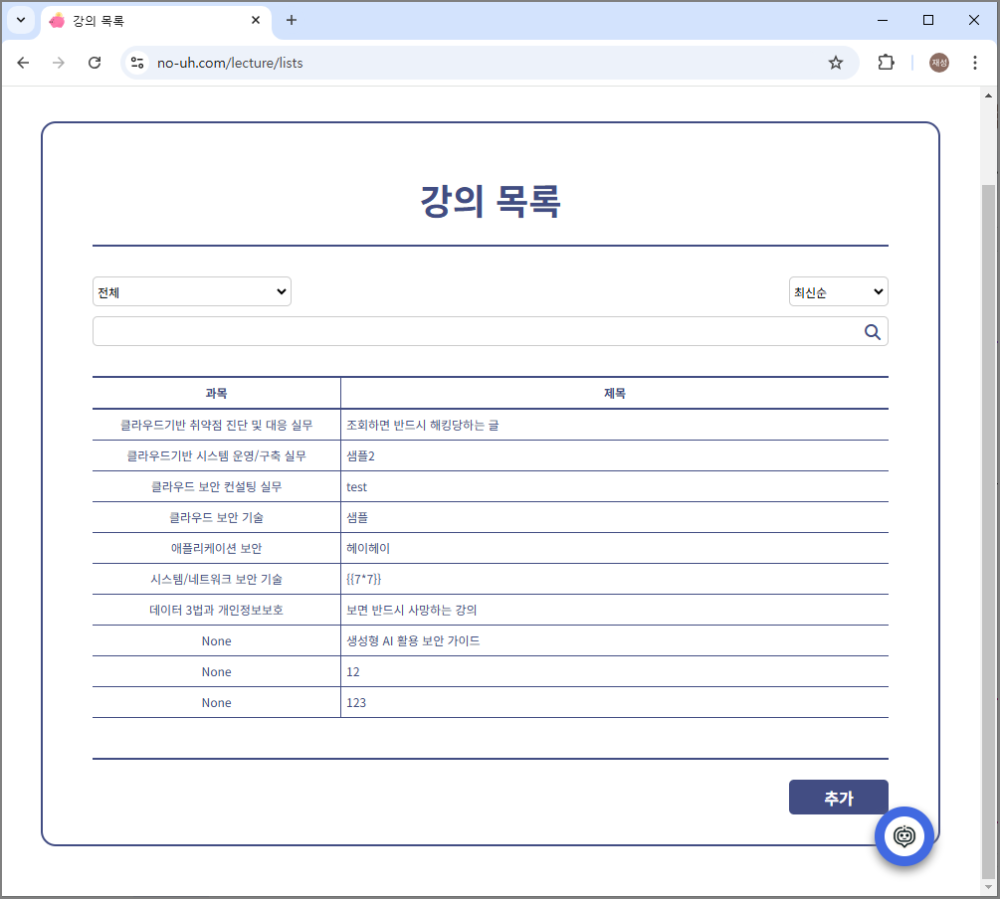 강의 목록
no-uh.com/lecture/lists
재성
강의 목록
전체 최신순
과목 제목
클라우드기반 취약점 진단 및 대응 실무 조회하면 반드시 해킹당하는 글
클라우드기반 시스템 운영/구축 실무 샘플2
클라우드 보안 컨설팅 실무 test
클라우드 보안 기술 샘플
애플리케이션 보안 헤이헤이
시스템/네트워크 보안 기술 {{7*7}}
데이터 3법과 개인정보보호 보면 반드시 사망하는 강의
None 생성형 AI 활용 보안 가이드
None 12
None 123
추가